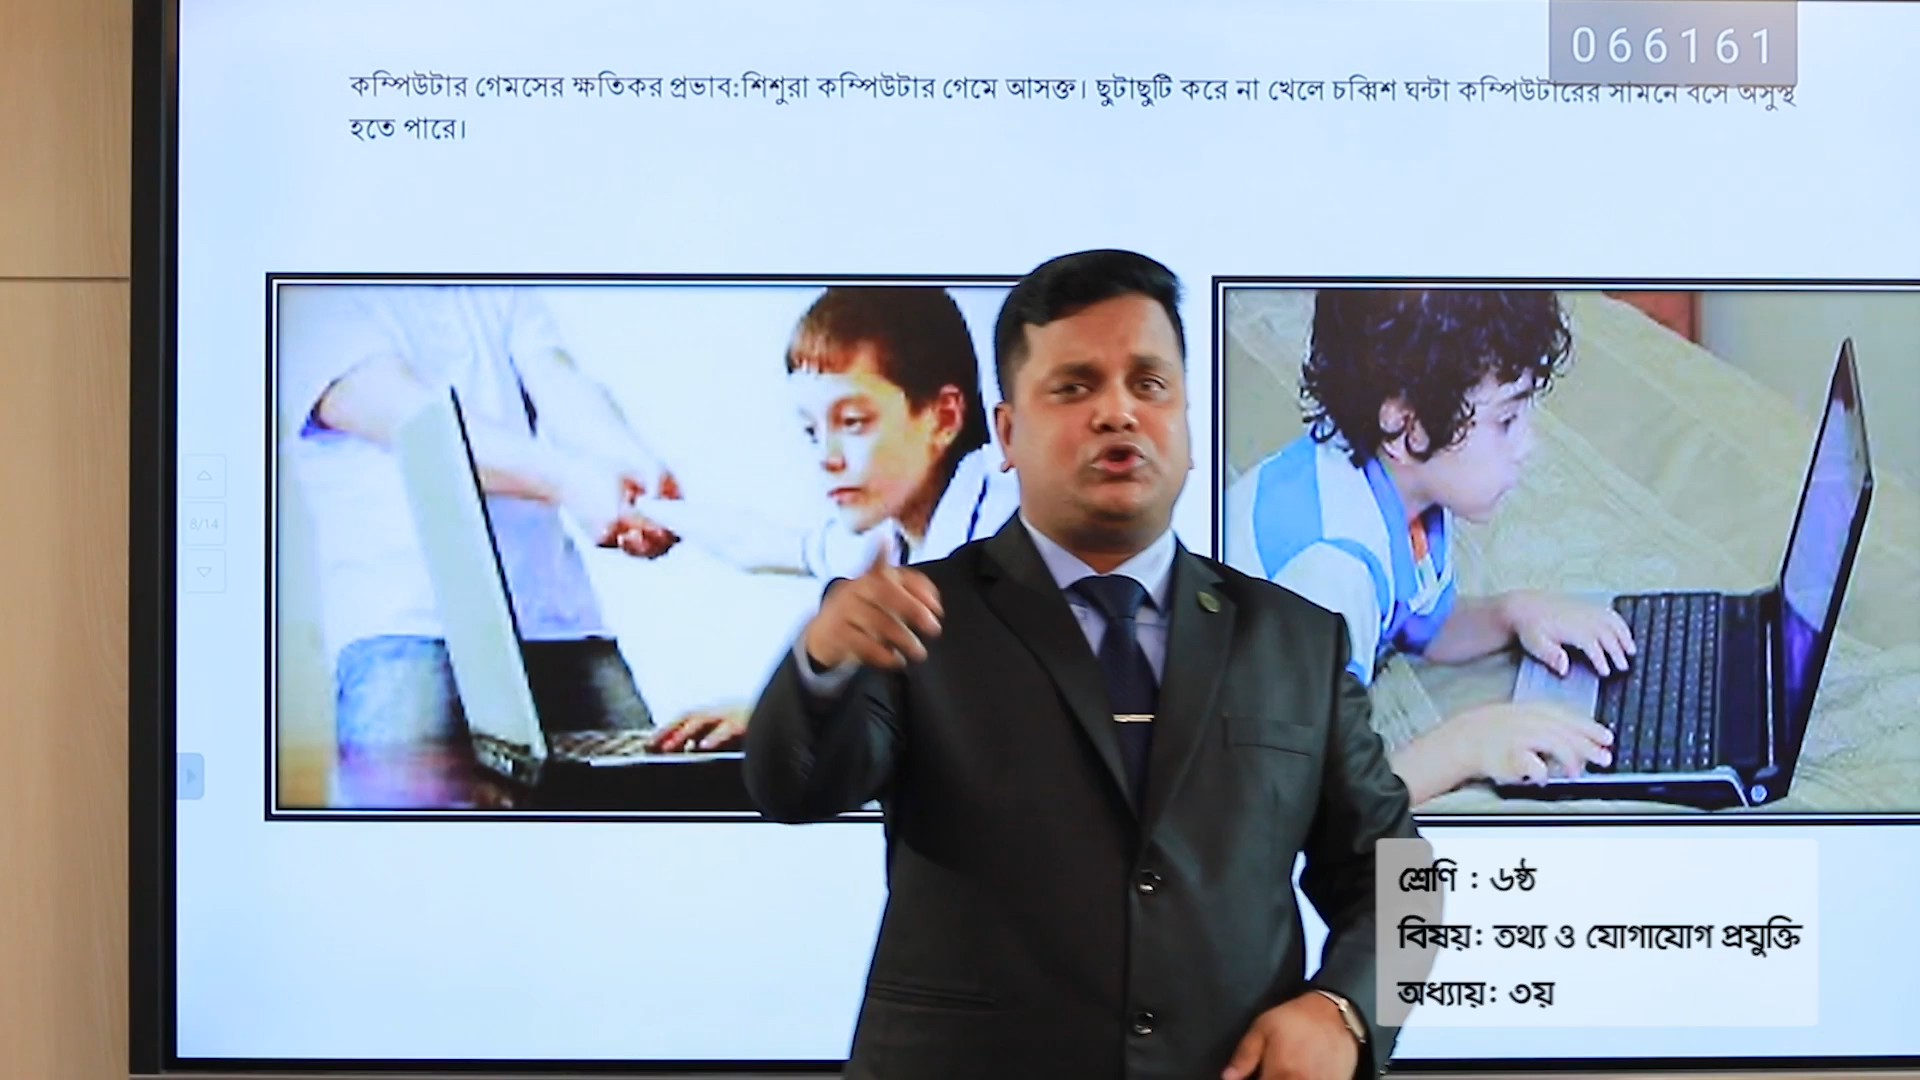 066161
কম্পিউটার গেমসের ক্ষতিকর প্রভাব:শিশুরা কম্পিউটার গেমে আসক্ত। ছুটাছুটি করে না খেলে চব্বিশ ঘন্টা কম্পিউটারের সামনে বসে অসুস্থ
হতে পারে।
8/14
শ্রেণি : ৬ষ্ঠ
বিষয়: তথ্য ও যোগাযোগ প্রযুক্তি
অধ্যায়: ৩য়